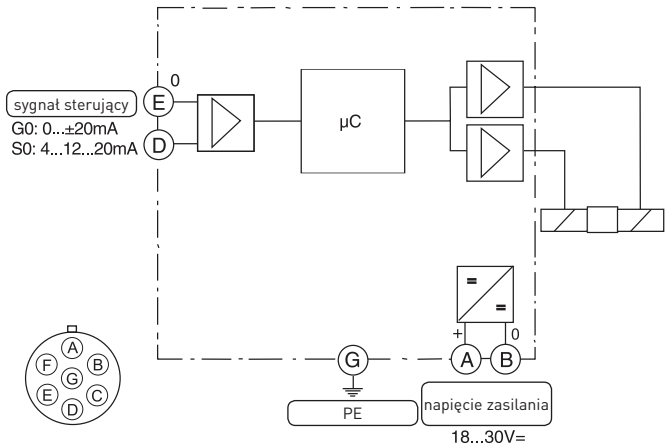 0
sygnał sterujący
E
G0: 0...±20mA
S0: 4...12...20mA
D
µC
=
=
+
0
G
A
B
PE
napięcie zasilania
18...30V=
A
F
B
G
E
C
D